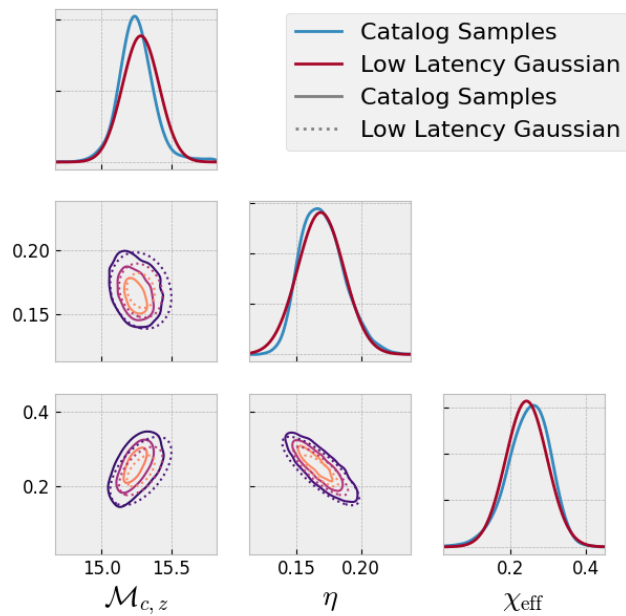 Catalog Samples
Low Latency Gaussian
Catalog Samples
Low Latency Gaussian
0.20
0.15
0.4
0.2
15.0 15.5
0.15 0.20
0.2 0.4
ℳc, z
η
χeff